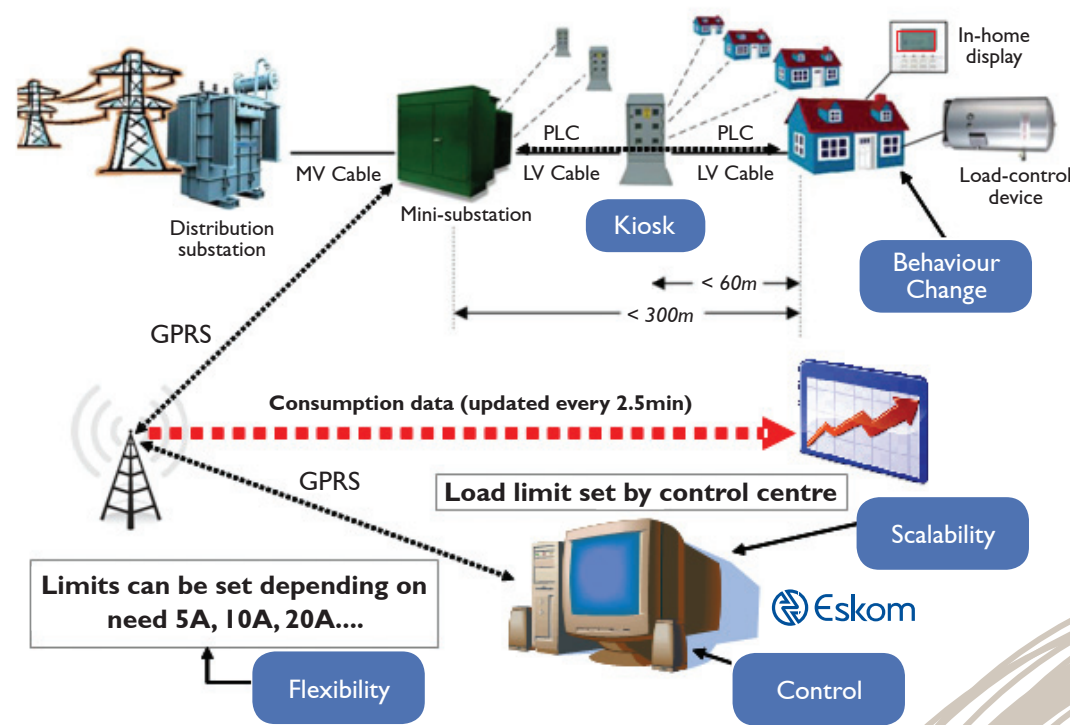 In-home
display
PLC
PLC
MV Cable
LV Cable
LV Cable
Load-control
device
Distribution
substation
Mini-substation
Kiosk
Behaviour
Change
< 60m
< 300m
GPRS
Consumption data (updated every 2.5min)
GPRS
Load limit set by control centre
Scalability
Limits can be set depending on
need 5A, 10A, 20A....
Eskom
Flexibility
Control